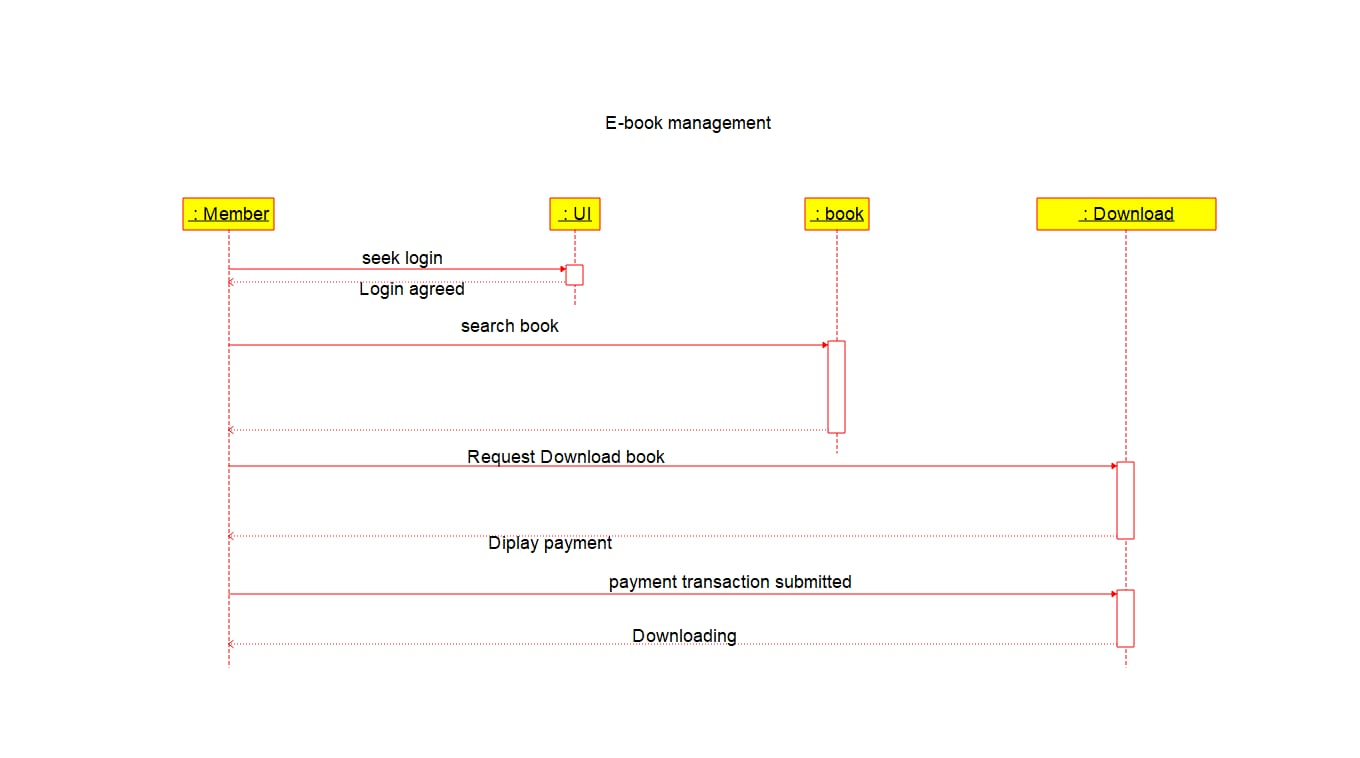 E-book management
: Member
: UI
: book
: Download
seek login
Login agreed
search book
Request Download book
Diplay payment
payment transaction submitted
Downloading